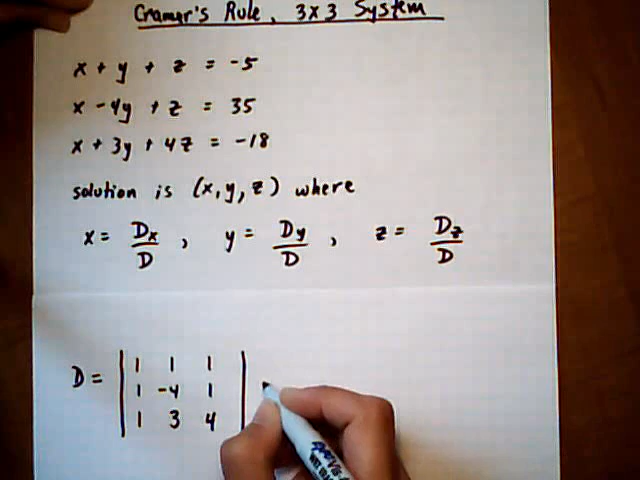 Cramer's Rule, 3x3 System
x + y + z = -5
x - 4y + z = 35
x + 3y + 4z = -18
solution is (x, y, z) where
x = Dx/D , y = Dy/D , z = Dz/D
D = | 1 1 1 |
| 1 -4 1 |
| 1 3 4 |